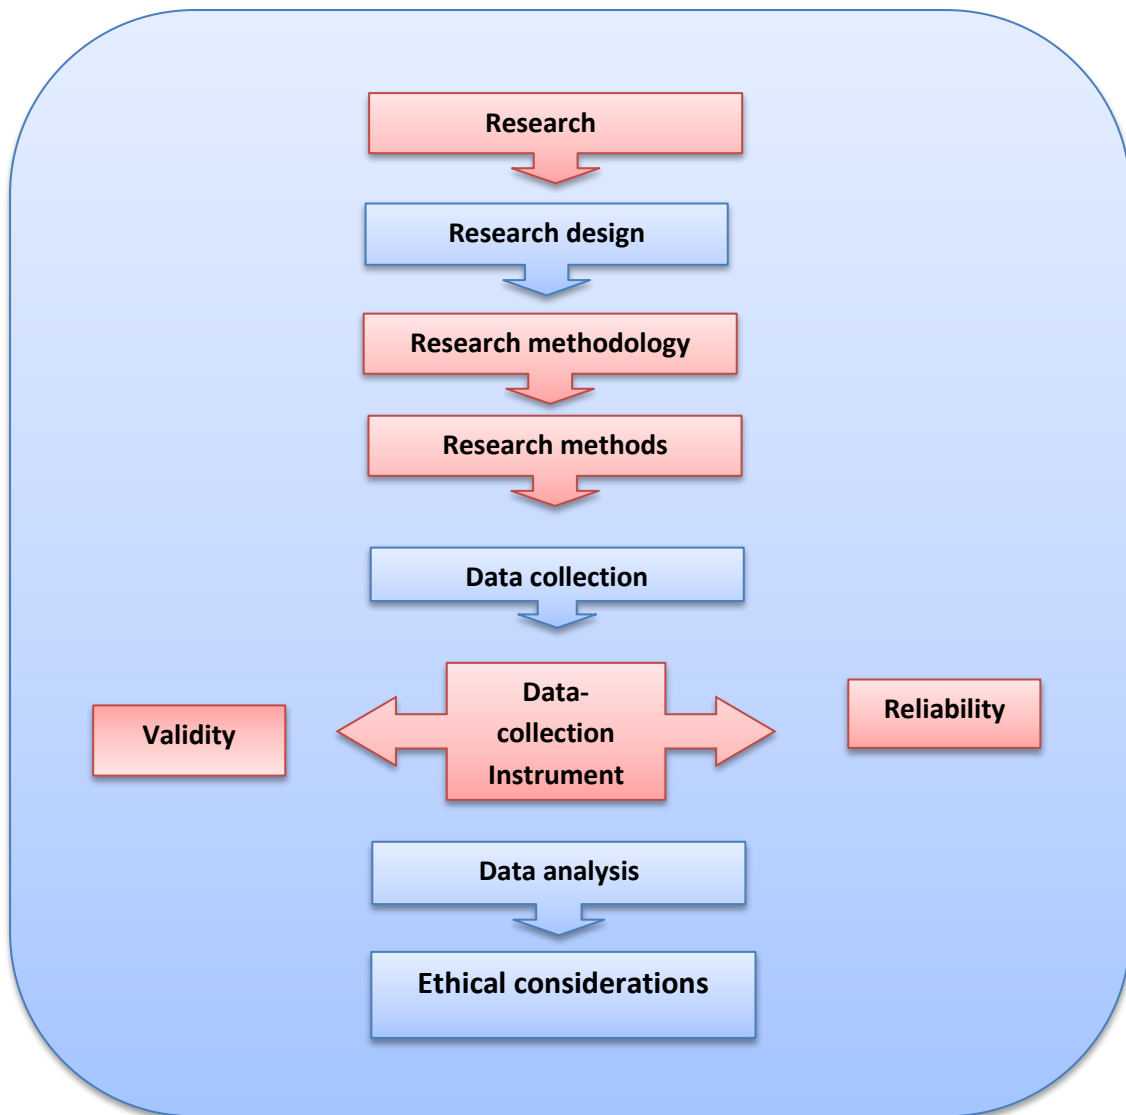 Research
Research design
Research methodology
Research methods
Data collection
Validity
Data-
collection
Instrument
Reliability
Data analysis
Ethical considerations